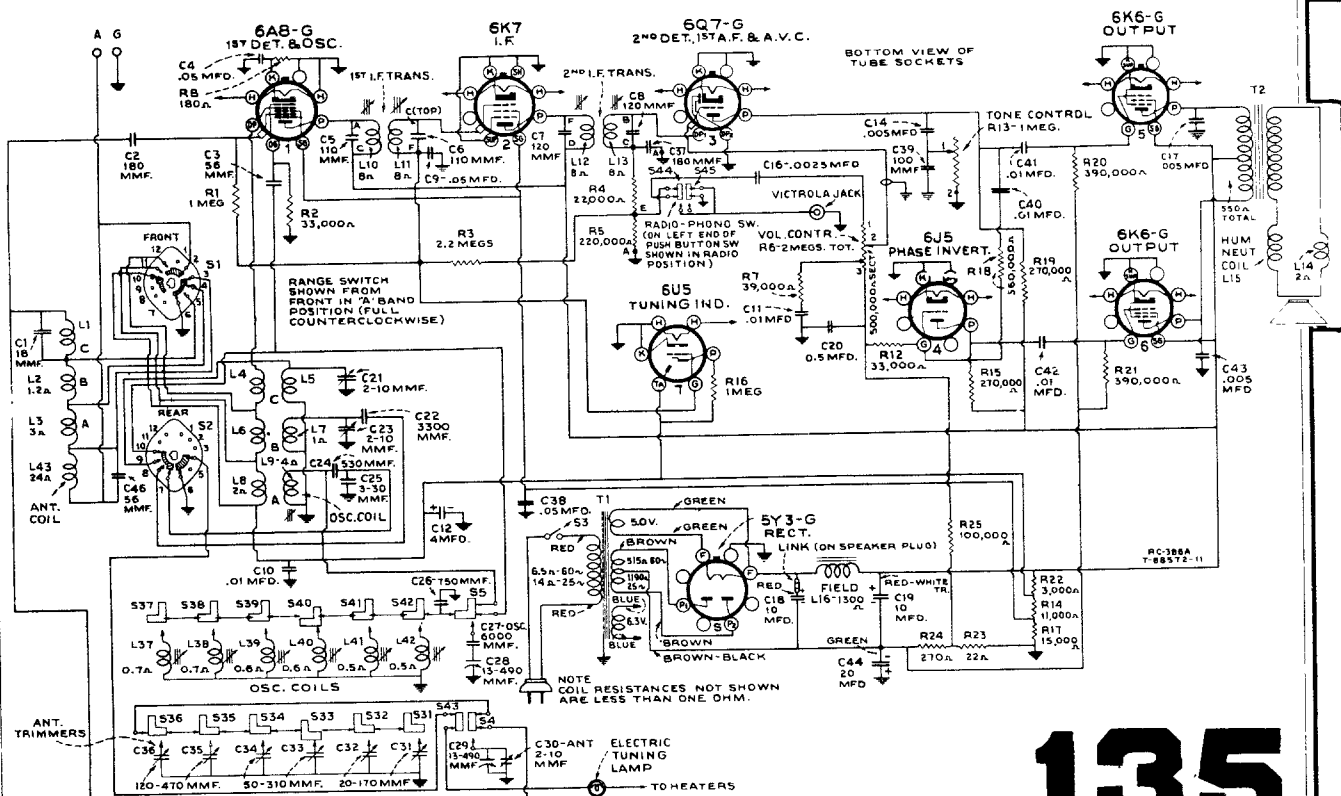 A G
6A8-G
1ST DET. & OSC.
C4
.05 MFD.
R8
180Ω
1ST I.F. TRANS.
6K7
I.F.
C(TOP)
2ND I.F. TRANS.
6Q7-G
2ND DET., 1ST A.F. & A.V.C.
C8
120 MMF
BOTTOM VIEW OF
TUBE SOCKETS
6K6-G
OUTPUT
T2
C2
180
MMF.
C3
56
MMF.
R1
1 MEG
R2
33,000Ω
C5
110
MMF.
L10
8Ω
L11
8Ω
C6
110 MMF.
C9-.05 MFD.
C7
120
MMF
L12
8Ω
L13
8Ω
C37
180 MMF.
S44
S45
C16-.0025 MFD
R4
22,000Ω
R5
220,000Ω
R3
2.2 MEGS
C14
.005 MFD
C39
100
MMF
TONE CONTROL
R13-1 MEG.
C41
.01 MFD.
C40
.01 MFD.
R20
390,000Ω
C17
.005 MFD
550Ω
TOTAL
HUM
NEUT
COIL
L15
L14
2Ω
VICTROLA JACK
RADIO-PHONO SW.
(ON LEFT END OF
PUSH BUTTON SW
SHOWN IN RADIO
POSITION)
VOL. CONTR.
R6-2MEGS. TOT.
500,000Ω SECT.
6J5
PHASE INVERT.
R18
560,000Ω
R19
270,000
Ω
6K6-G
OUTPUT
R7
39,000Ω
C11
.01 MFD
C20
0.5 MFD.
R12
33,000Ω
R15
270,000
Ω
C42
.01
MFD.
R21
390,000Ω
C43
.005
MFD
FRONT
S1
RANGE SWITCH
SHOWN FROM
FRONT IN "A" BAND
POSITION (FULL
COUNTERCLOCKWISE)
6U5
TUNING IND.
R16
1 MEG
C1
18
MMF.
L1
C
L2
1.2Ω
B
L3
3Ω
A
L43
24Ω
ANT.
COIL
REAR
S2
C46
56
MMF.
L4
L5
C
C21
2-10 MMF.
L6
L7
1Ω
B
C22
3300
MMF.
C23
2-10
MMF.
L9-4Ω
C24
530 MMF.
C25
3-30
MMF.
L8
2Ω
A
OSC. COIL
C12
4 MFD.
C10
.01 MFD.
C38
.05 MFD.
S3
T1
RED
6.5Ω-60~
14Ω-25~
RED
GREEN
5.0V.
GREEN
BROWN
515Ω 60~
1190Ω
25~
BLUE
6.3V.
BLUE
BROWN
BROWN-BLACK
5Y3-G
RECT.
LINK (ON SPEAKER PLUG)
RED
FIELD
L16-1300
Ω
C18
10
MFD.
RED-WHITE
TR.
C19
10
MFD.
GREEN
C44
20
MFD
R25
100,000
Ω
RC-386A
T-88572-11
R22
3,000Ω
R14
11,000Ω
R17
15,000
Ω
R24
270Ω
R23
22Ω
C26-750 MMF.
S5
S37
S38
S39
S40
S41
S42
L37
0.7Ω
L38
0.7Ω
L39
0.6Ω
L40
0.6Ω
L41
0.5Ω
L42
0.5Ω
OSC. COILS
C27-OSC.
6000
MMF.
C28
13-490
MMF.
NOTE
COIL RESISTANCES NOT SHOWN
ARE LESS THAN ONE OHM.
ANT.
TRIMMERS
S36
S35
S34
S33
S32
S31
S43
S4
C36
C35
C34
C33
C32
C31
120-470 MMF.
50-310 MMF.
20-170 MMF
C29
13-490
MMF
C30-ANT
2-10
MMF
ELECTRIC
TUNING
LAMP
TO HEATERS
135